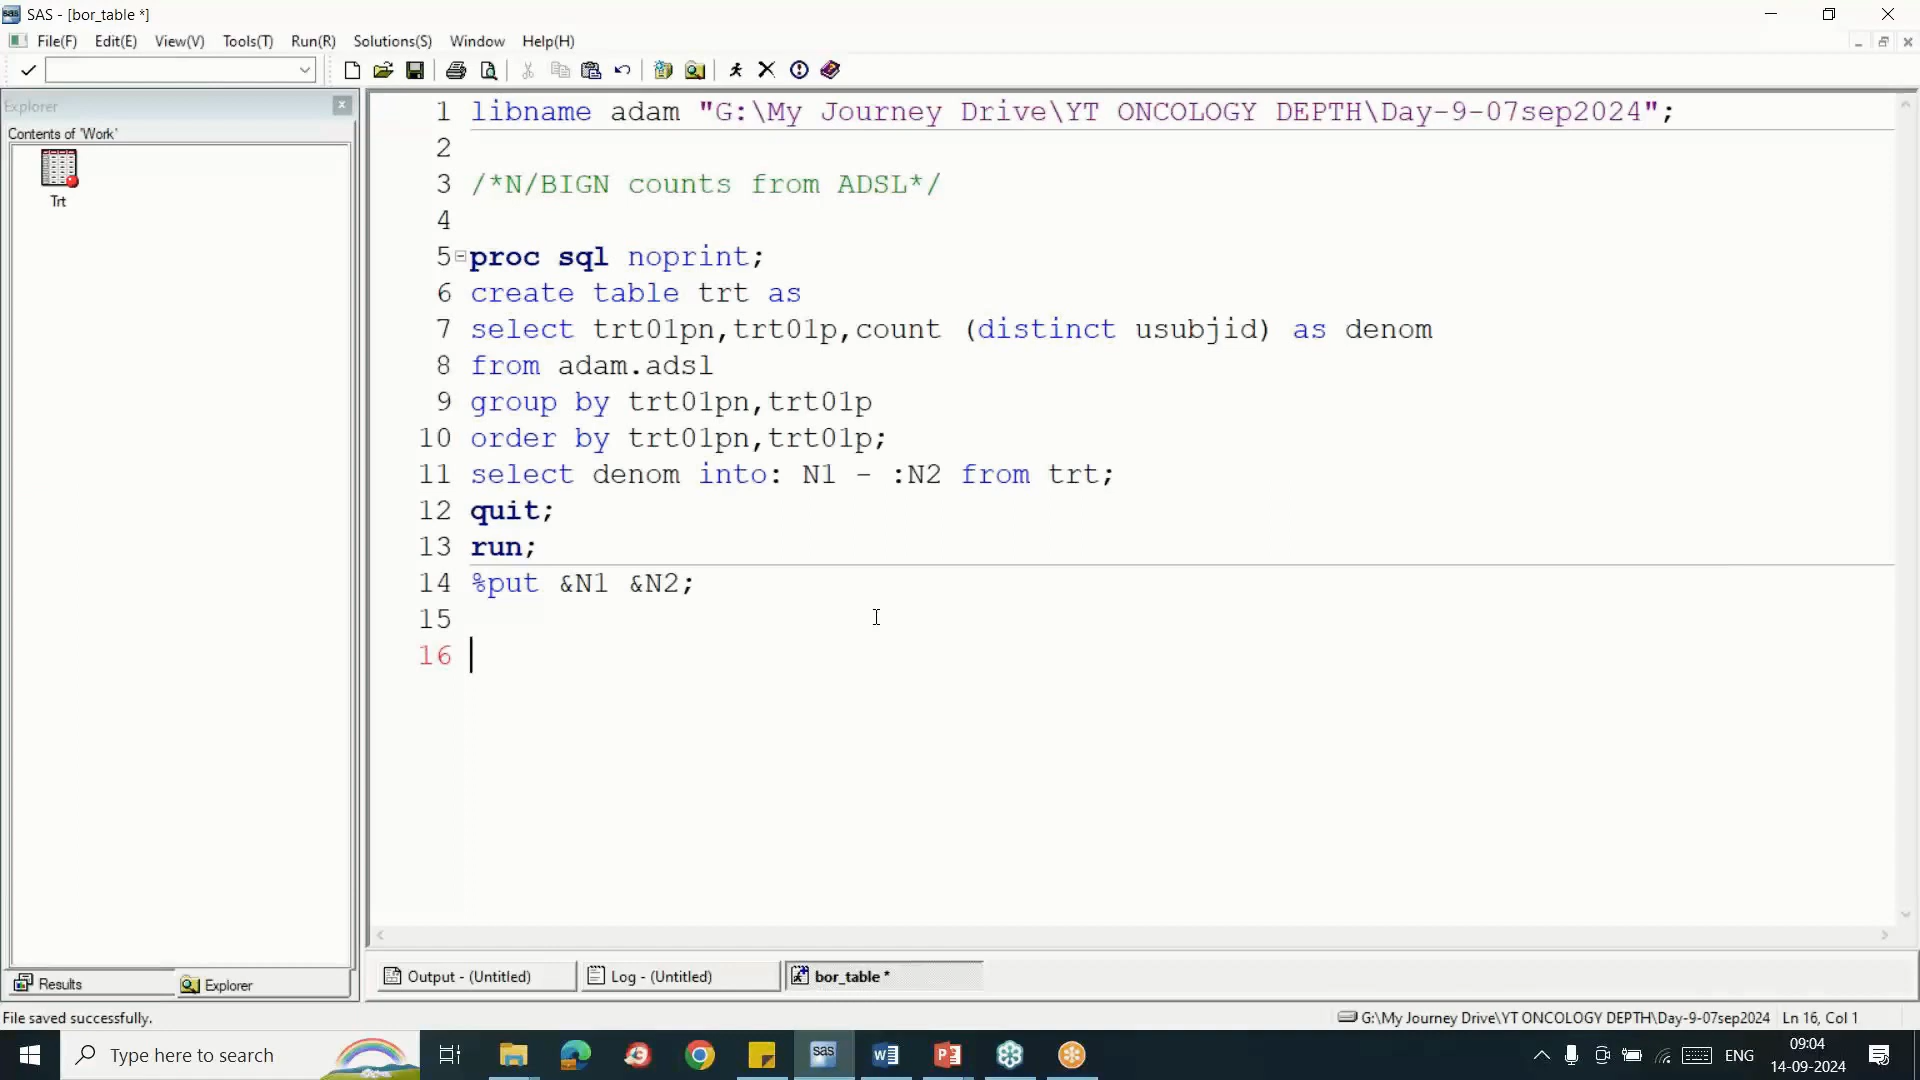 SAS - [bor_table *]
File(F) Edit(E) View(V) Tools(T) Run(R) Solutions(S) Window Help(H)
Explorer
Contents of 'Work'
Trt
1 libname adam "G:\My Journey Drive\YT ONCOLOGY DEPTH\Day-9-07sep2024";
2
3 /*N/BIGN counts from ADSL*/
4
5 proc sql noprint;
6 create table trt as
7 select trt01pn,trt01p,count (distinct usubjid) as denom
8 from adam.adsl
9 group by trt01pn,trt01p
10 order by trt01pn,trt01p;
11 select denom into: N1 - :N2 from trt;
12 quit;
13 run;
14 %put &N1 &N2;
15
16
Results Explorer
Output - (Untitled) Log - (Untitled) bor_table *
File saved successfully. G:\My Journey Drive\YT ONCOLOGY DEPTH\Day-9-07sep2024 Ln 16, Col 1
Type here to search
sas
ENG
09:04
14-09-2024